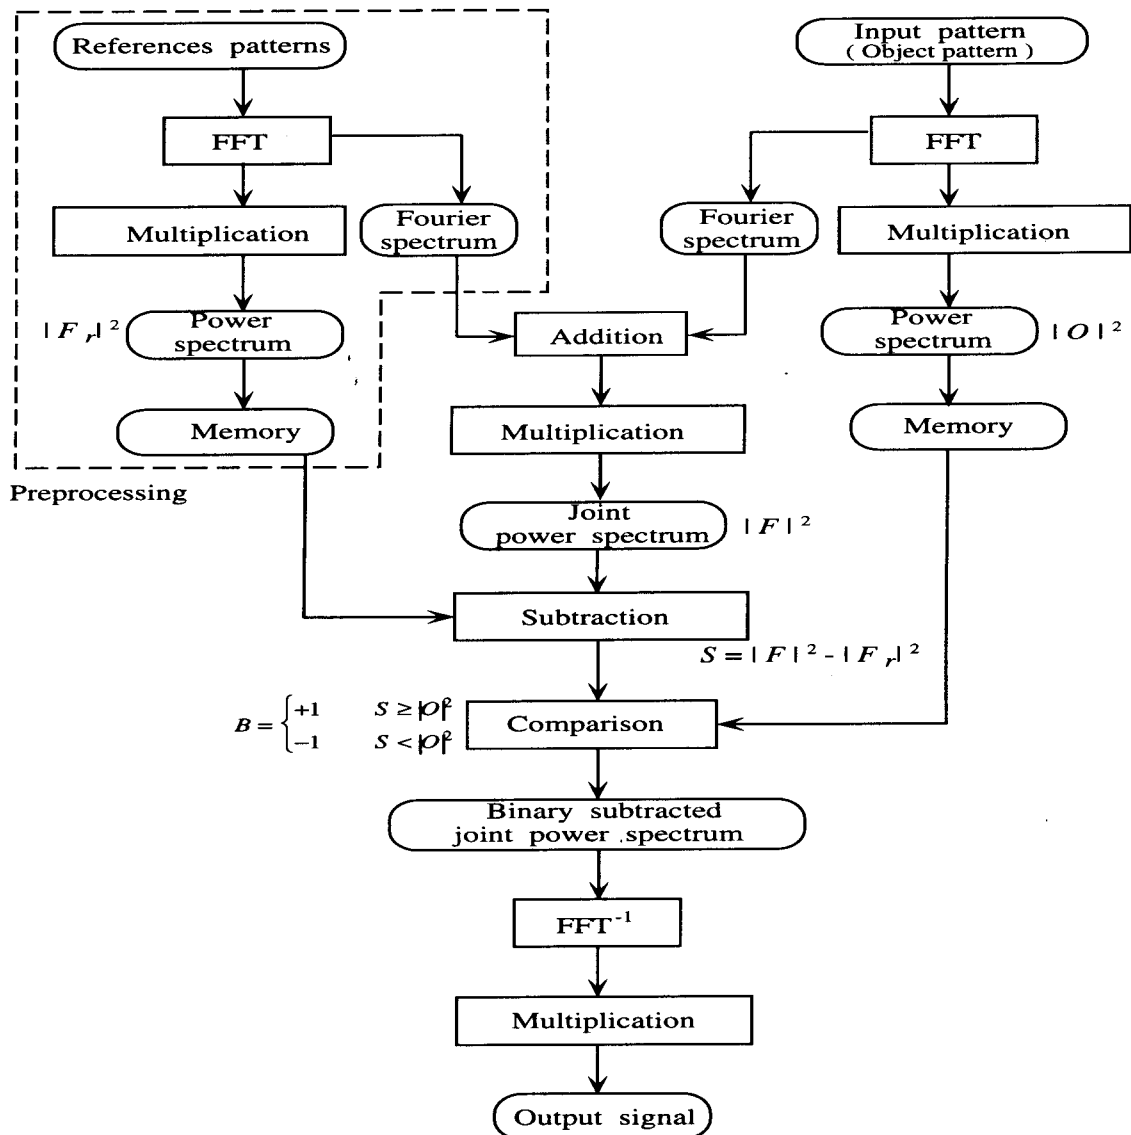 References patterns
Input pattern
( Object pattern )
FFT
FFT
Multiplication
Fourier
spectrum
Fourier
spectrum
Multiplication
| F r | ²
Power
spectrum
Addition
Power
spectrum
| O | ²
Memory
Multiplication
Memory
Preprocessing
Joint
power spectrum
| F | ²
Subtraction
S = | F | ² - | F r | ²
B = { +1 S ≥ |O|²
−1 S < |O|²
Comparison
Binary subtracted
joint power spectrum
FFT⁻¹
Multiplication
Output signal